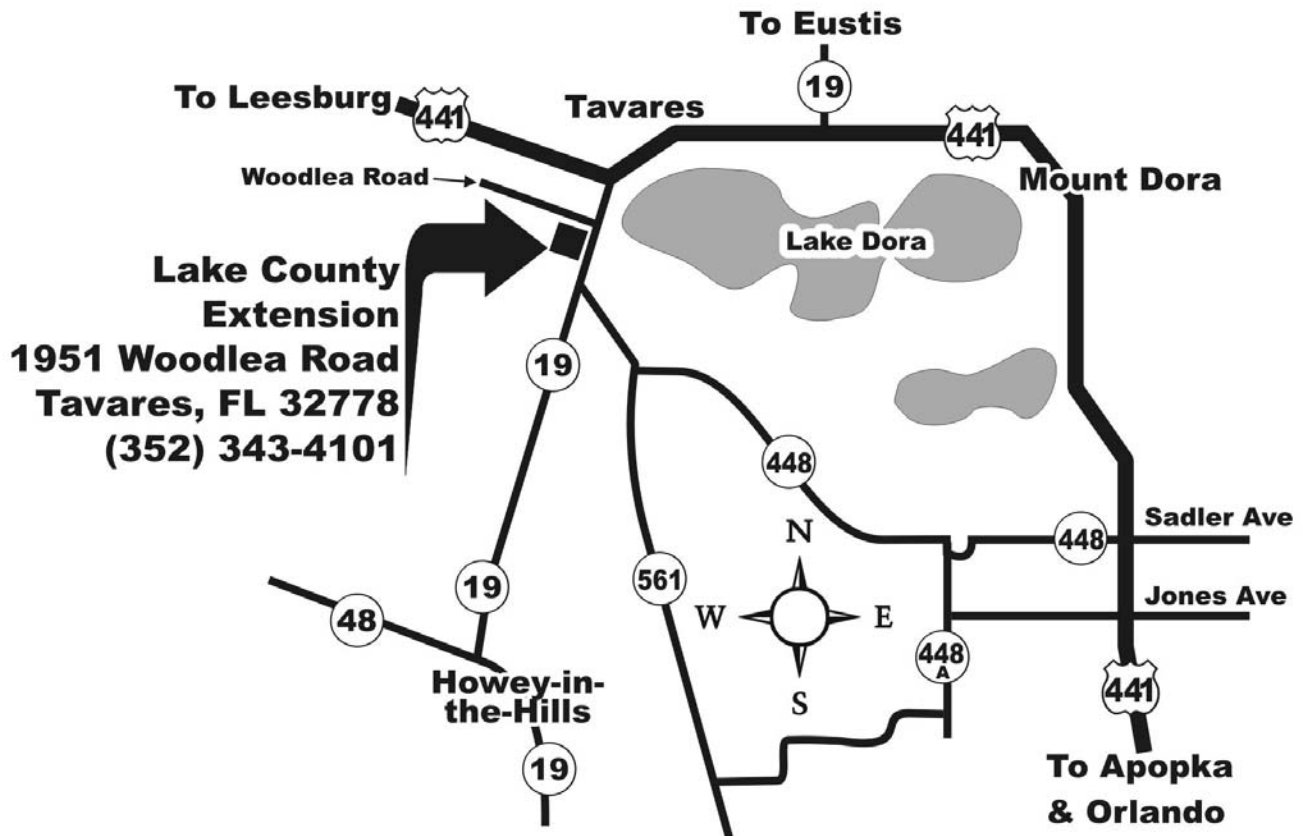 To Eustis
19
To Leesburg
441
Tavares
441
Woodlea Road
Mount Dora
Lake Dora
Lake County
Extension
1951 Woodlea Road
Tavares, FL 32778
(352) 343-4101
19
448
Sadler Ave
448
N
561
19
W
E
Jones Ave
48
448
A
S
Howey-in-
the-Hills
441
19
To Apopka
& Orlando